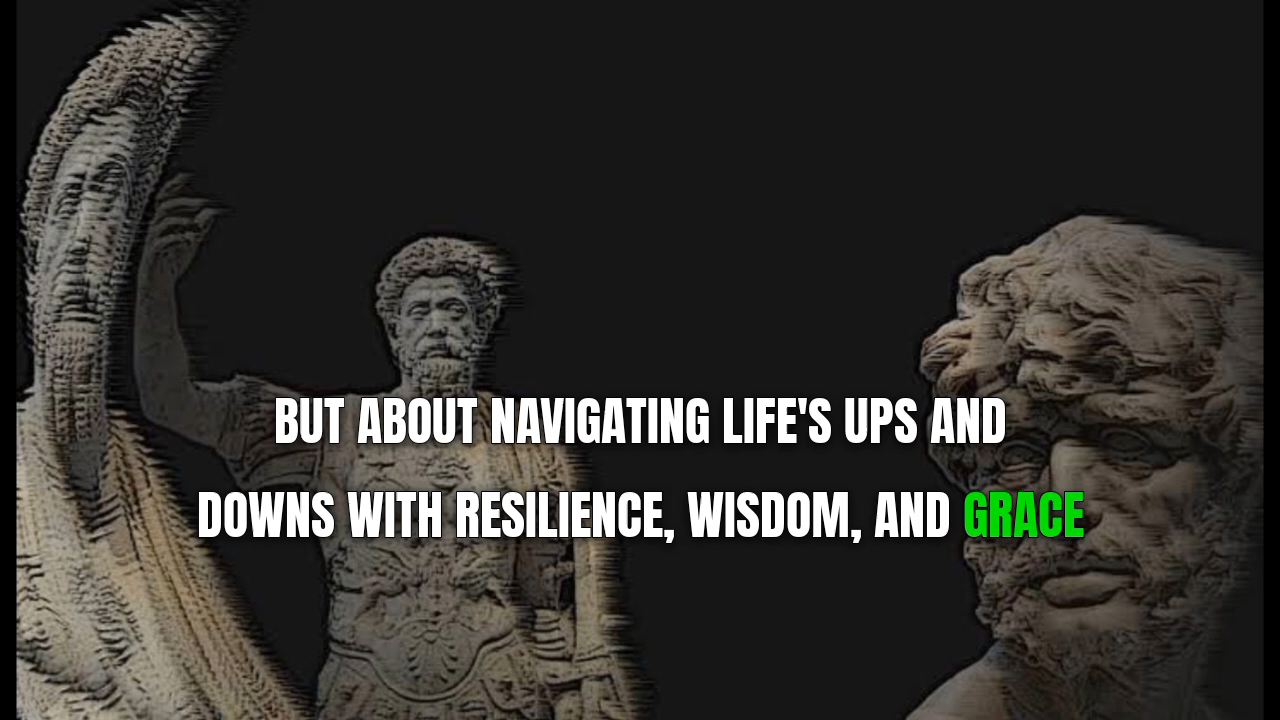 BUT ABOUT NAVIGATING LIFE'S UPS AND
DOWNS WITH RESILIENCE, WISDOM, AND GRACE